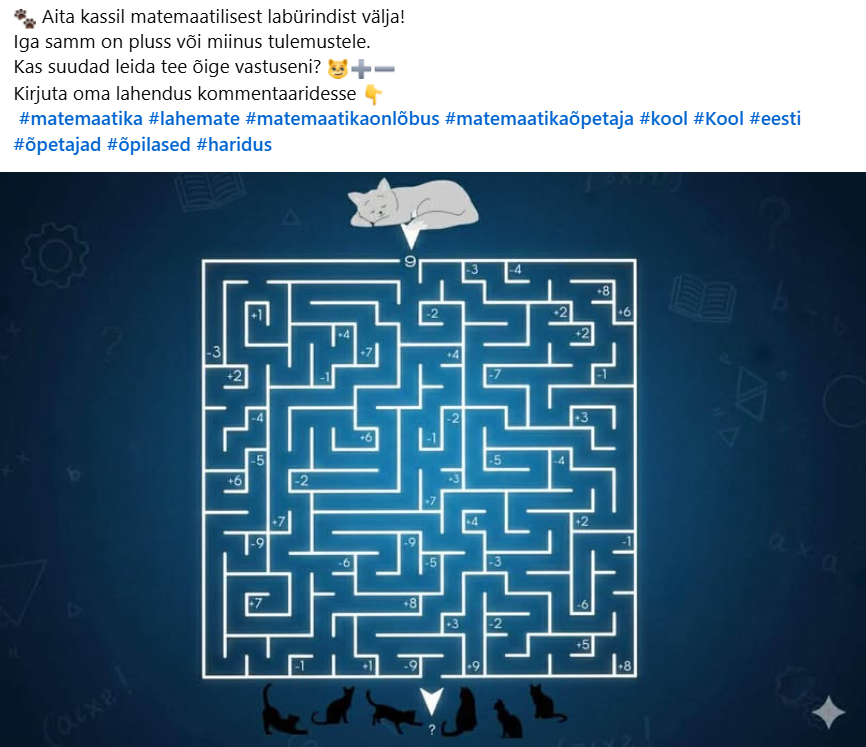 🐾 Aita kassil matemaatilisest labürindist välja!
Iga samm on pluss või miinus tulemustele.
Kas suudad leida tee õige vastuseni? 😼➕➖
Kirjuta oma lahendus kommentaaridesse 👇
#matemaatika #lahemate #matemaatikaonlõbus #matemaatikaõpetaja #kool #Kool #eesti
#õpetajad #õpilased #haridus
9
-3 -4
+8
+1 -2 +2 +6
+4 +2
-3 +7 +4
+2 -1 -7 -1
-4 -2 +3
+6 -1
-5 -5 -4
+6 -2 +3
+7
+7 +4 +2
-9 -9 -1
-6 -5 -3
+7 +8 -6
+3 -2
+5
-1 +1 -9 +9 +8
?